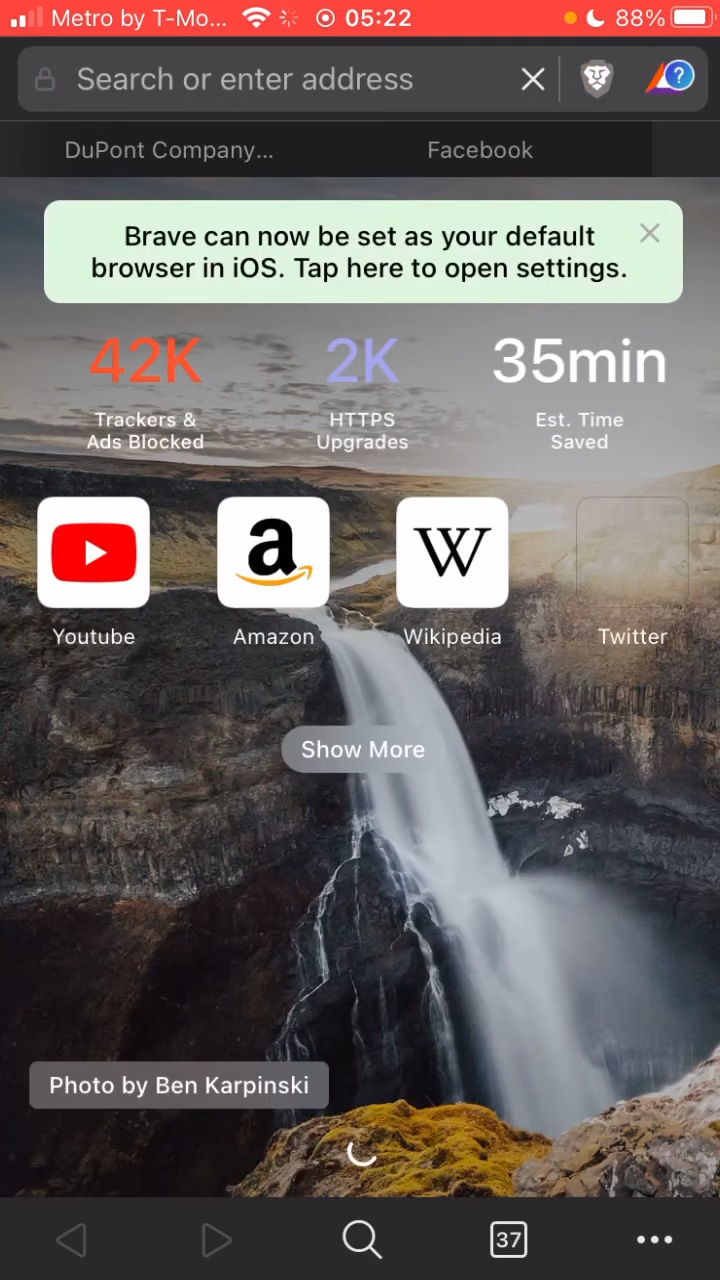 Metro by T-Mo... 05:22 88%
Search or enter address
DuPont Company... Facebook
Brave can now be set as your default
browser in iOS. Tap here to open settings.
42K 2K 35min
Trackers & HTTPS Est. Time
Ads Blocked Upgrades Saved
a W
Youtube Amazon Wikipedia Twitter
Show More
Photo by Ben Karpinski
37